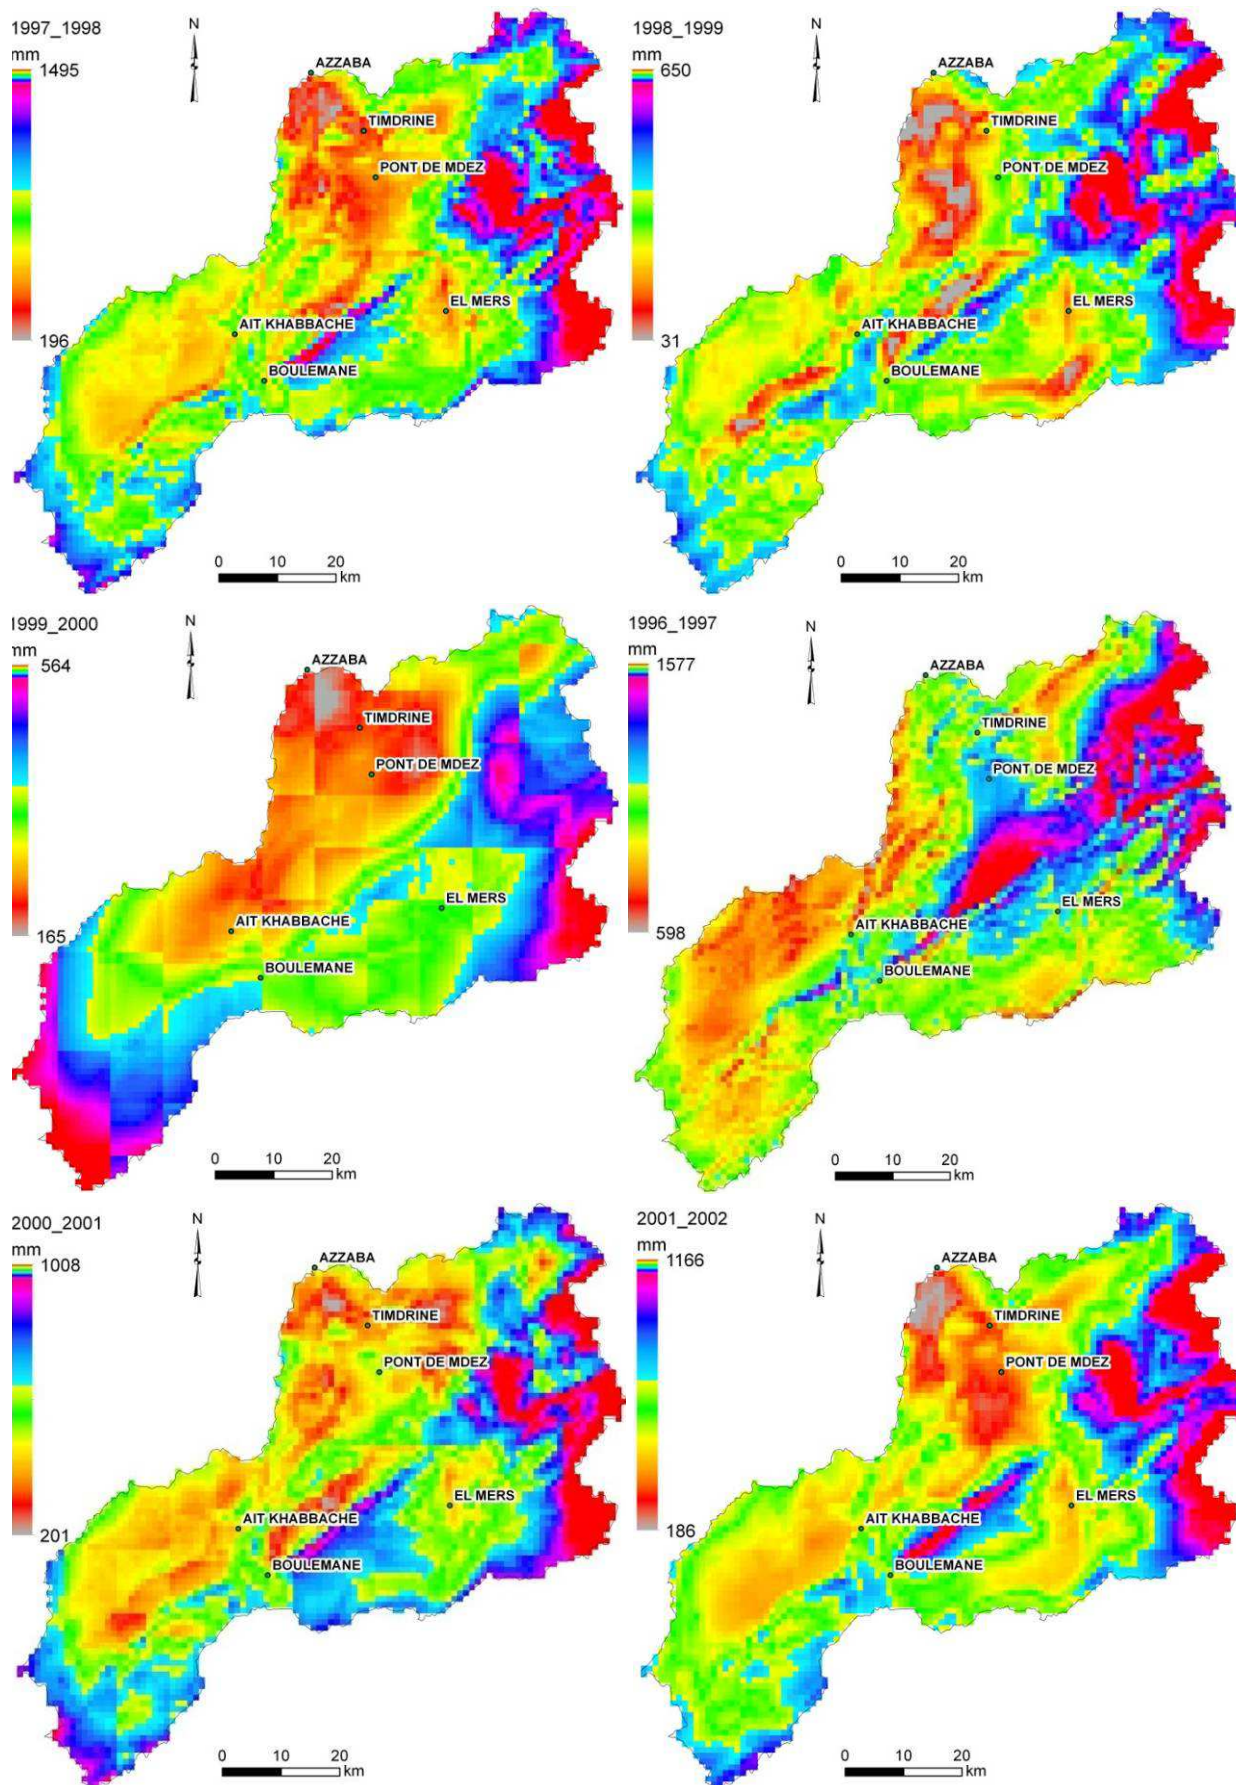 1997_1998
mm
1495
196
N
AZZABA
TIMDRINE
PONT DE MDEZ
EL MERS
AIT KHABBACHE
BOULEMANE
0 10 20
km
1998_1999
mm
650
31
N
AZZABA
TIMDRINE
PONT DE MDEZ
EL MERS
AIT KHABBACHE
BOULEMANE
0 10 20
km
1999_2000
mm
564
165
N
AZZABA
TIMDRINE
PONT DE MDEZ
EL MERS
AIT KHABBACHE
BOULEMANE
0 10 20
km
1996_1997
mm
1577
598
N
AZZABA
TIMDRINE
PONT DE MDEZ
EL MERS
AIT KHABBACHE
BOULEMANE
0 10 20
km
2000_2001
mm
1008
201
N
AZZABA
TIMDRINE
PONT DE MDEZ
EL MERS
AIT KHABBACHE
BOULEMANE
0 10 20
km
2001_2002
mm
1166
186
N
AZZABA
TIMDRINE
PONT DE MDEZ
EL MERS
AIT KHABBACHE
BOULEMANE
0 10 20
km